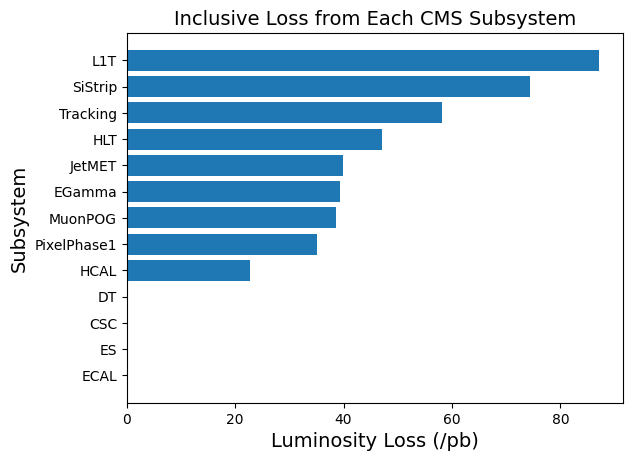 Inclusive Loss from Each CMS Subsystem
L1T
SiStrip
Tracking
HLT
JetMET
EGamma
MuonPOG
PixelPhase1
HCAL
DT
CSC
ES
ECAL
Subsystem
0 20 40 60 80
Luminosity Loss (/pb)